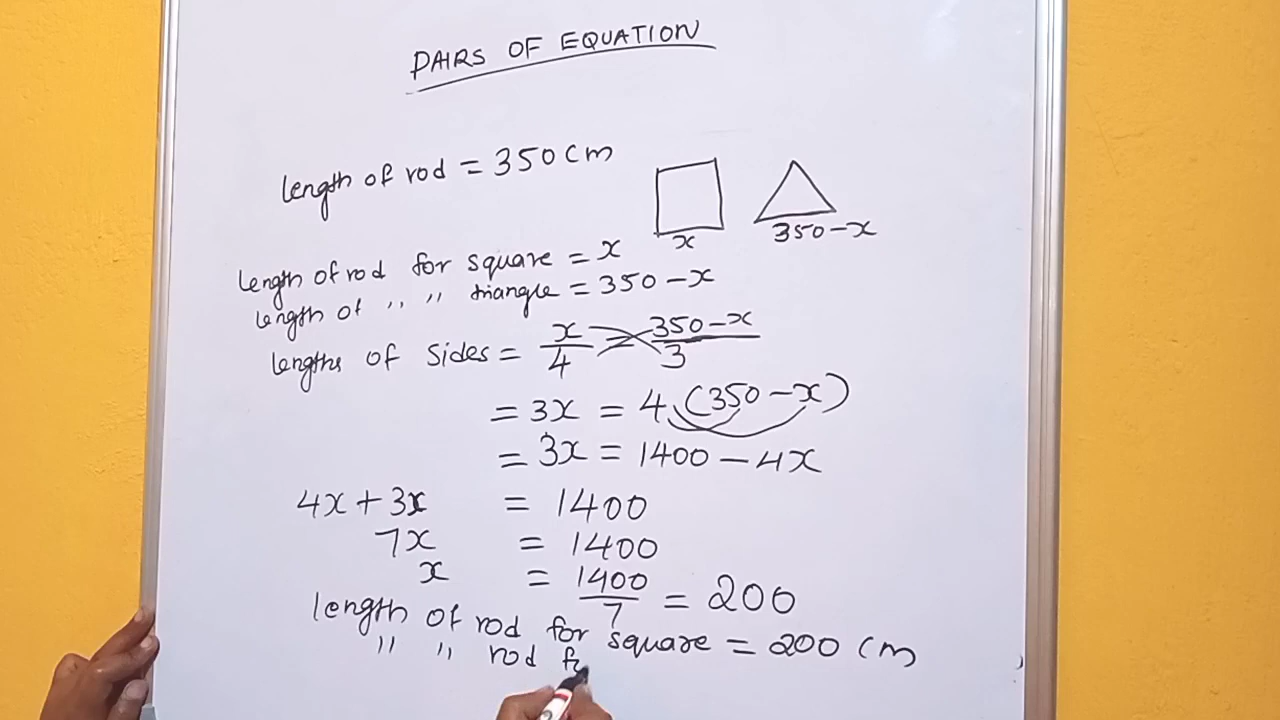 PAIRS OF EQUATION
length of rod = 350 cm
x
350 - x
length of rod for square = x
length of " " triangle = 350 - x
lengths of sides = x/4 = 350 - x/3
= 3x = 4 (350 - x)
= 3x = 1400 - 4x
4x + 3x = 1400
7x = 1400
x = 1400/7 = 200
length of rod for square = 200 cm
" " rod f